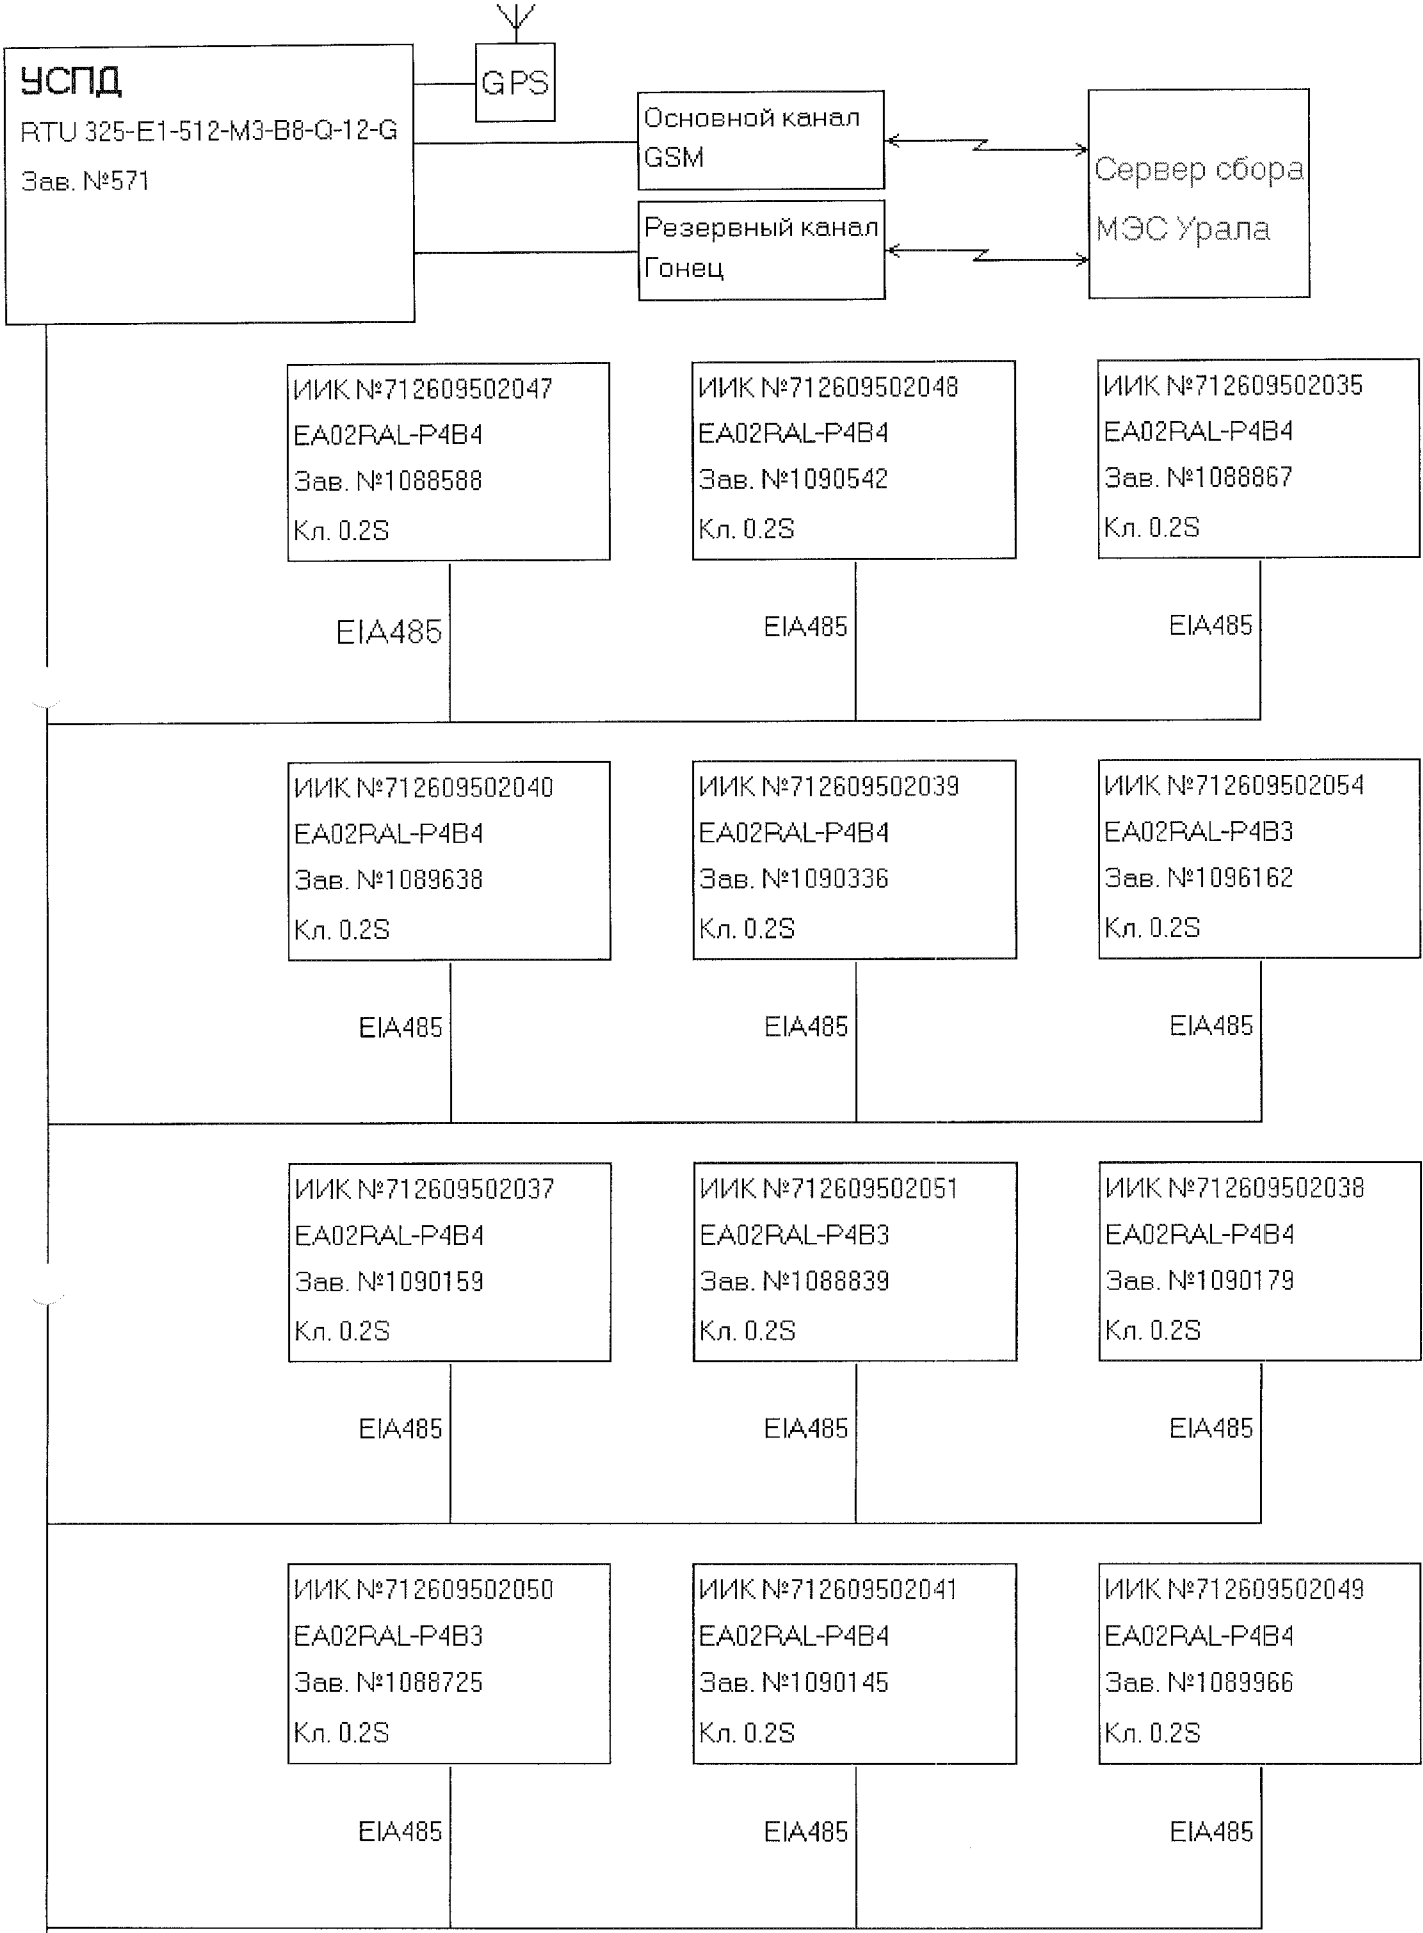 УСПД
RTU 325-E1-512-M3-B8-Q-12-G
Зав. №571
GPS
Основной канал
GSM
Резервный канал
Гонец
Сервер сбора
МЭС Урала
ИИК №712609502047
EA02RAL-P4B4
Зав. №1088588
Кл. 0.2S
EIA485
ИИК №712609502048
EA02RAL-P4B4
Зав. №1090542
Кл. 0.2S
EIA485
ИИК №712609502035
EA02RAL-P4B4
Зав. №1088867
Кл. 0.2S
EIA485
ИИК №712609502040
EA02RAL-P4B4
Зав. №1089638
Кл. 0.2S
EIA485
ИИК №712609502039
EA02RAL-P4B4
Зав. №1090336
Кл. 0.2S
EIA485
ИИК №712609502054
EA02RAL-P4B3
Зав. №1096162
Кл. 0.2S
EIA485
ИИК №712609502037
EA02RAL-P4B4
Зав. №1090159
Кл. 0.2S
EIA485
ИИК №712609502051
EA02RAL-P4B3
Зав. №1088839
Кл. 0.2S
EIA485
ИИК №712609502038
EA02RAL-P4B4
Зав. №1090179
Кл. 0.2S
EIA485
ИИК №712609502050
EA02RAL-P4B3
Зав. №1088725
Кл. 0.2S
EIA485
ИИК №712609502041
EA02RAL-P4B4
Зав. №1090145
Кл. 0.2S
EIA485
ИИК №712609502049
EA02RAL-P4B4
Зав. №1089966
Кл. 0.2S
EIA485